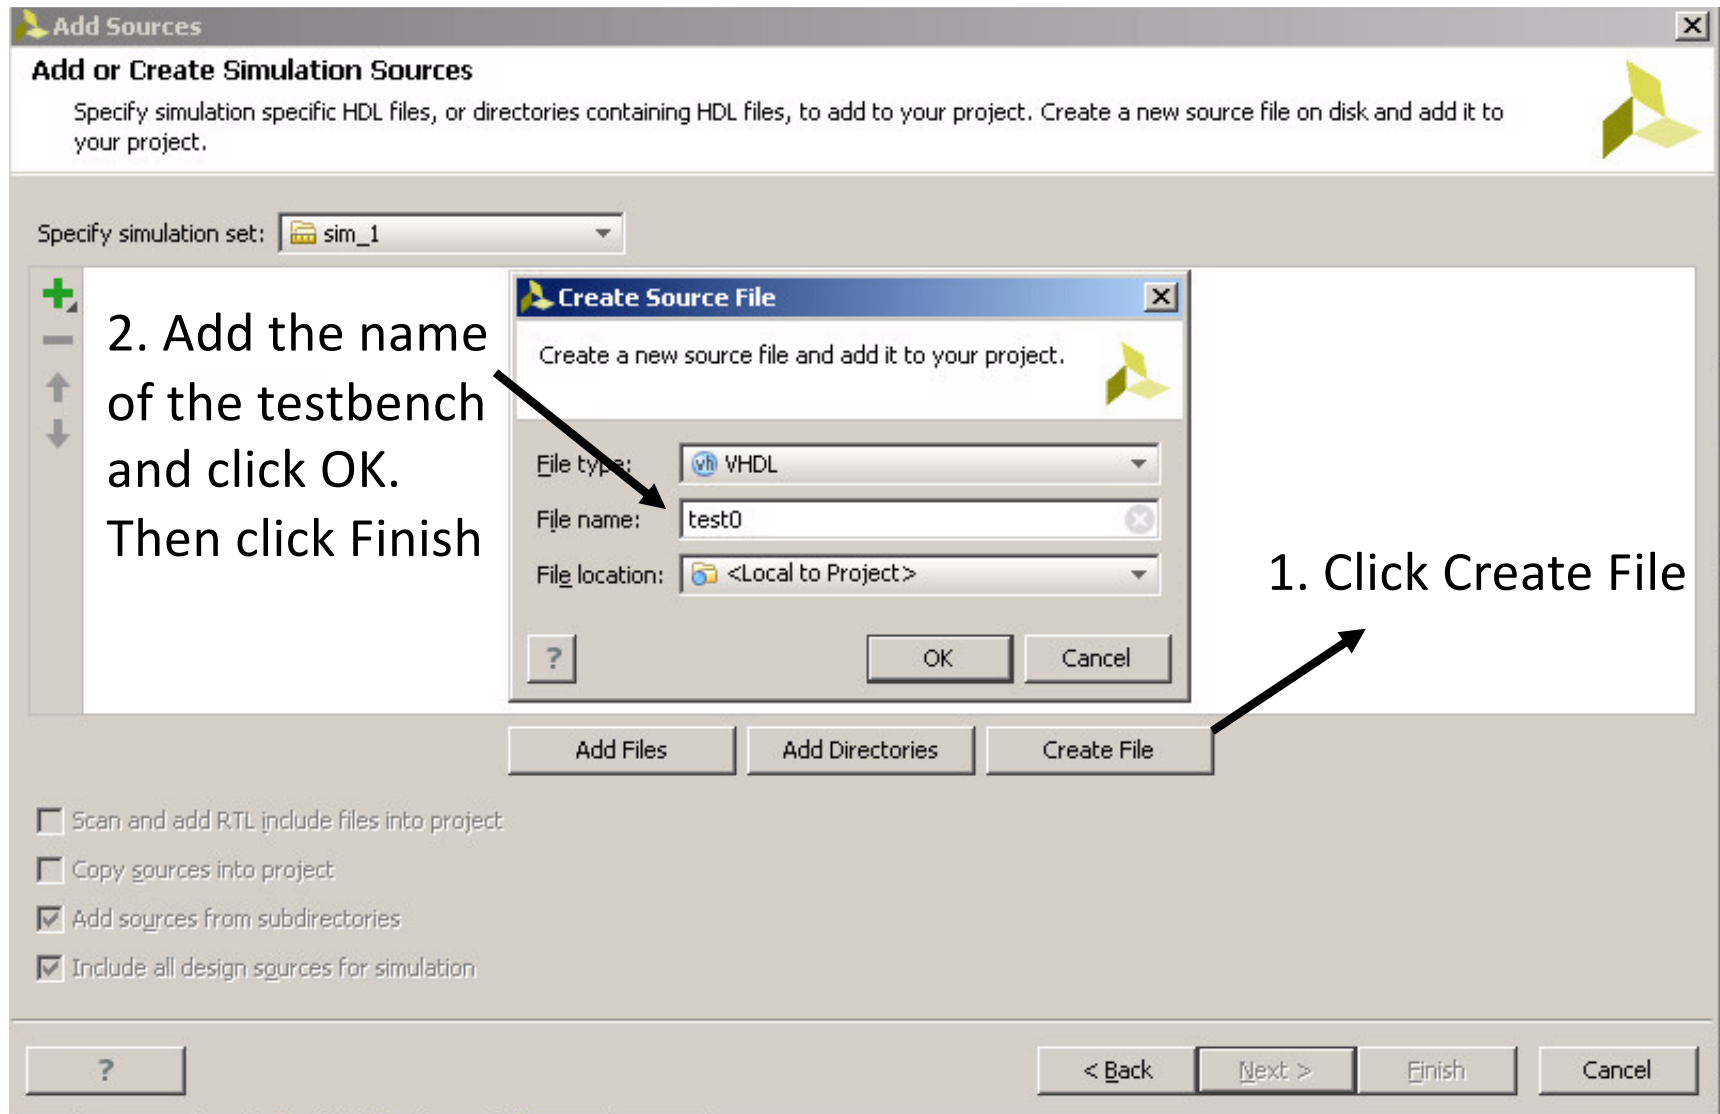 Add Sources
Add or Create Simulation Sources
Specify simulation specific HDL files, or directories containing HDL files, to add to your project. Create a new source file on disk and add it to
your project.
Specify simulation set: sim_1
2. Add the name
of the testbench
and click OK.
Then click Finish
Create Source File
Create a new source file and add it to your project.
File type: vh VHDL
File name: test0
File location: <Local to Project>
? OK Cancel
1. Click Create File
Add Files Add Directories Create File
Scan and add RTL include files into project
Copy sources into project
Add sources from subdirectories
Include all design sources for simulation
? < Back Next > Finish Cancel